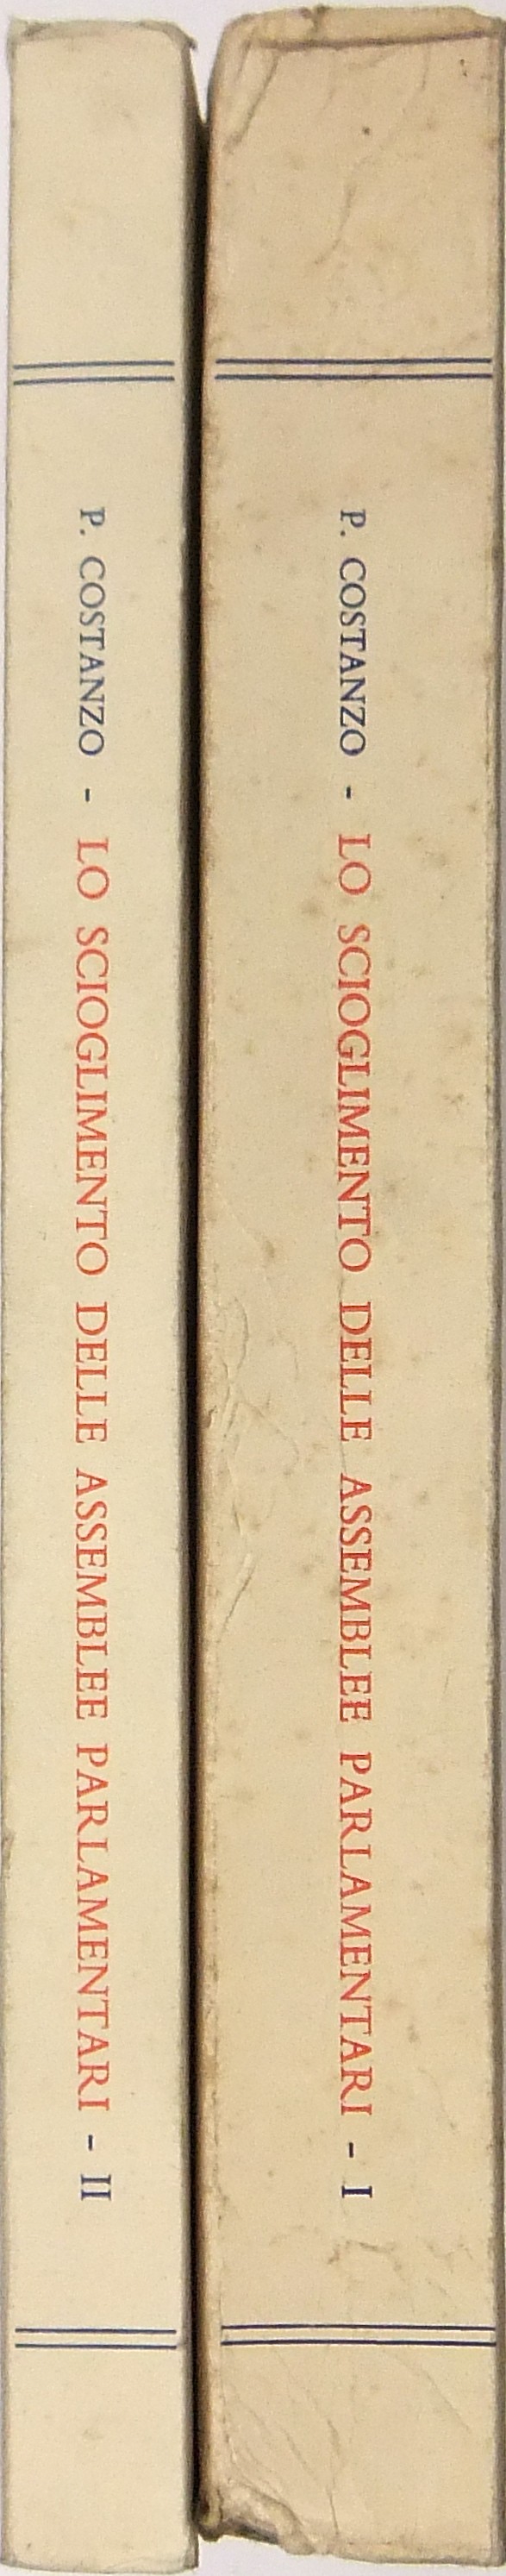 P. COSTANZO - LO SCIOGLIMENTO DELLE ASSEMBLEE PARLAMENTARI - I
P. COSTANZO - LO SCIOGLIMENTO DELLE ASSEMBLEE PARLAMENTARI - II